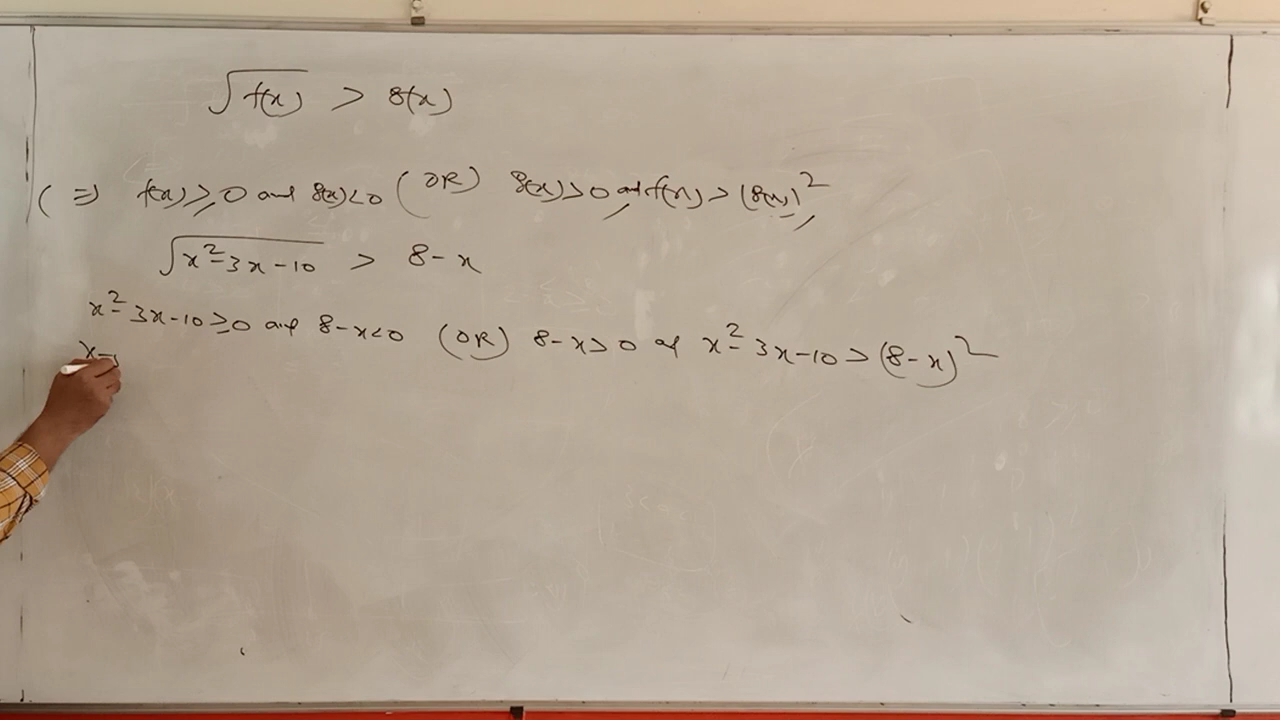 √f(x) > g(x)
(⇒) f(x) ≥ 0 and g(x) < 0 (OR) g(x) > 0 and f(x) > (g(x))²
√x²-3x-10 > 8-x
x²-3x-10 ≥ 0 and 8-x<0 (OR) 8-x>0 and x²-3x-10 > (8-x)²
x-